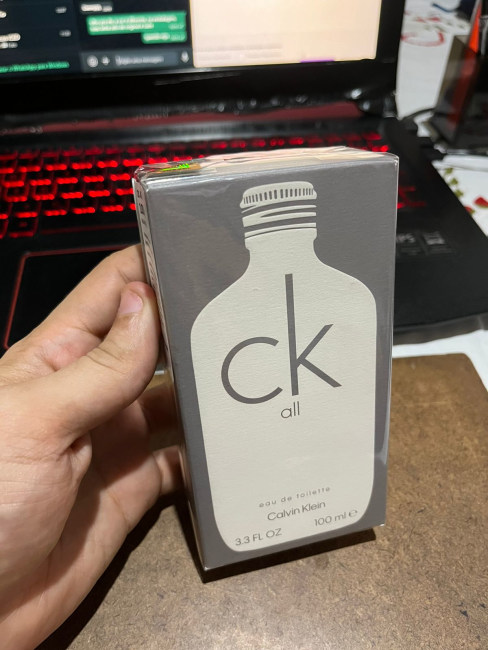 ck
all
eau de toilette
Calvin Klein
3.3 FL OZ 100 ml ℮